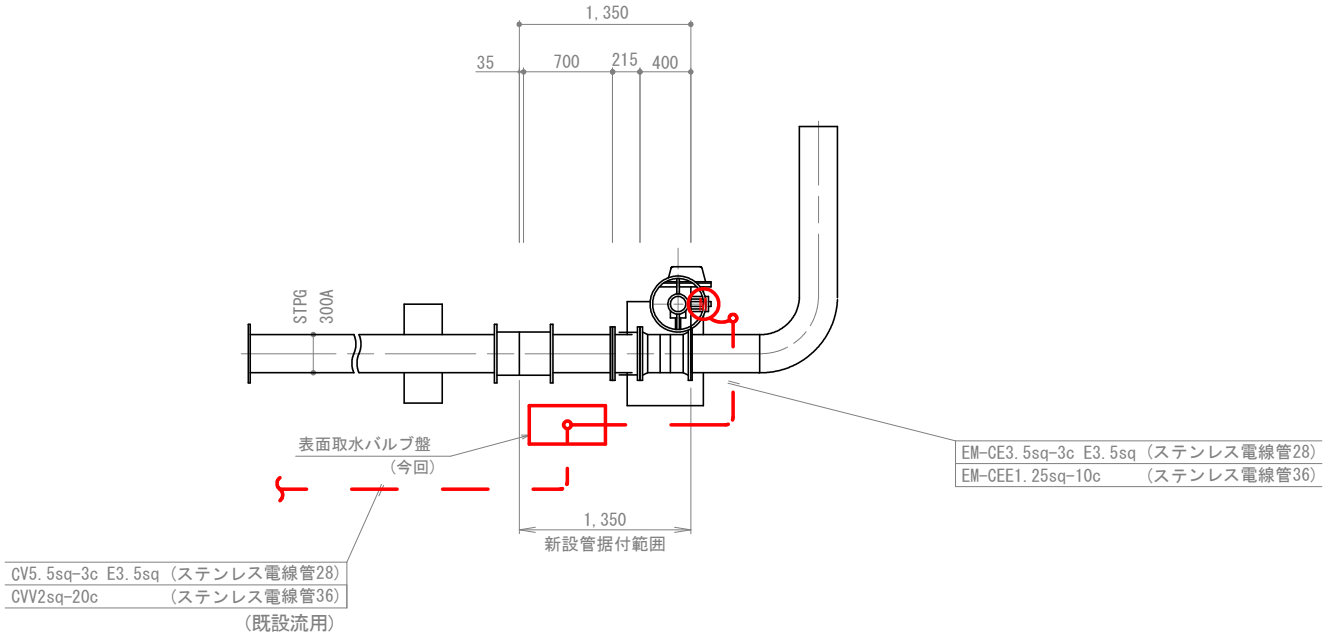 1,350
35
700
215
400
STPG
300A
表面取水バルブ盤
(今回)
EM-CE3.5sq-3c E3.5sq (ステンレス電線管28)
EM-CEE1.25sq-10c (ステンレス電線管36)
1,350
新設管据付範囲
CV5.5sq-3c E3.5sq (ステンレス電線管28)
CVV2sq-20c (ステンレス電線管36)
(既設流用)